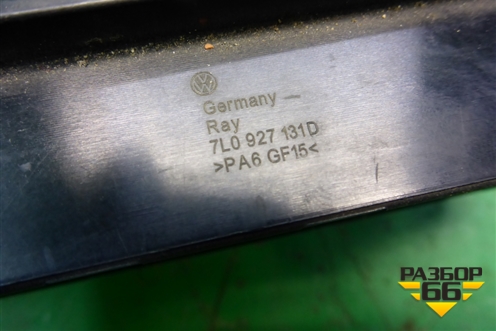 Germany —
Ray
7L0 927 131D
>PA6 GF15<
РАЗБОР
66